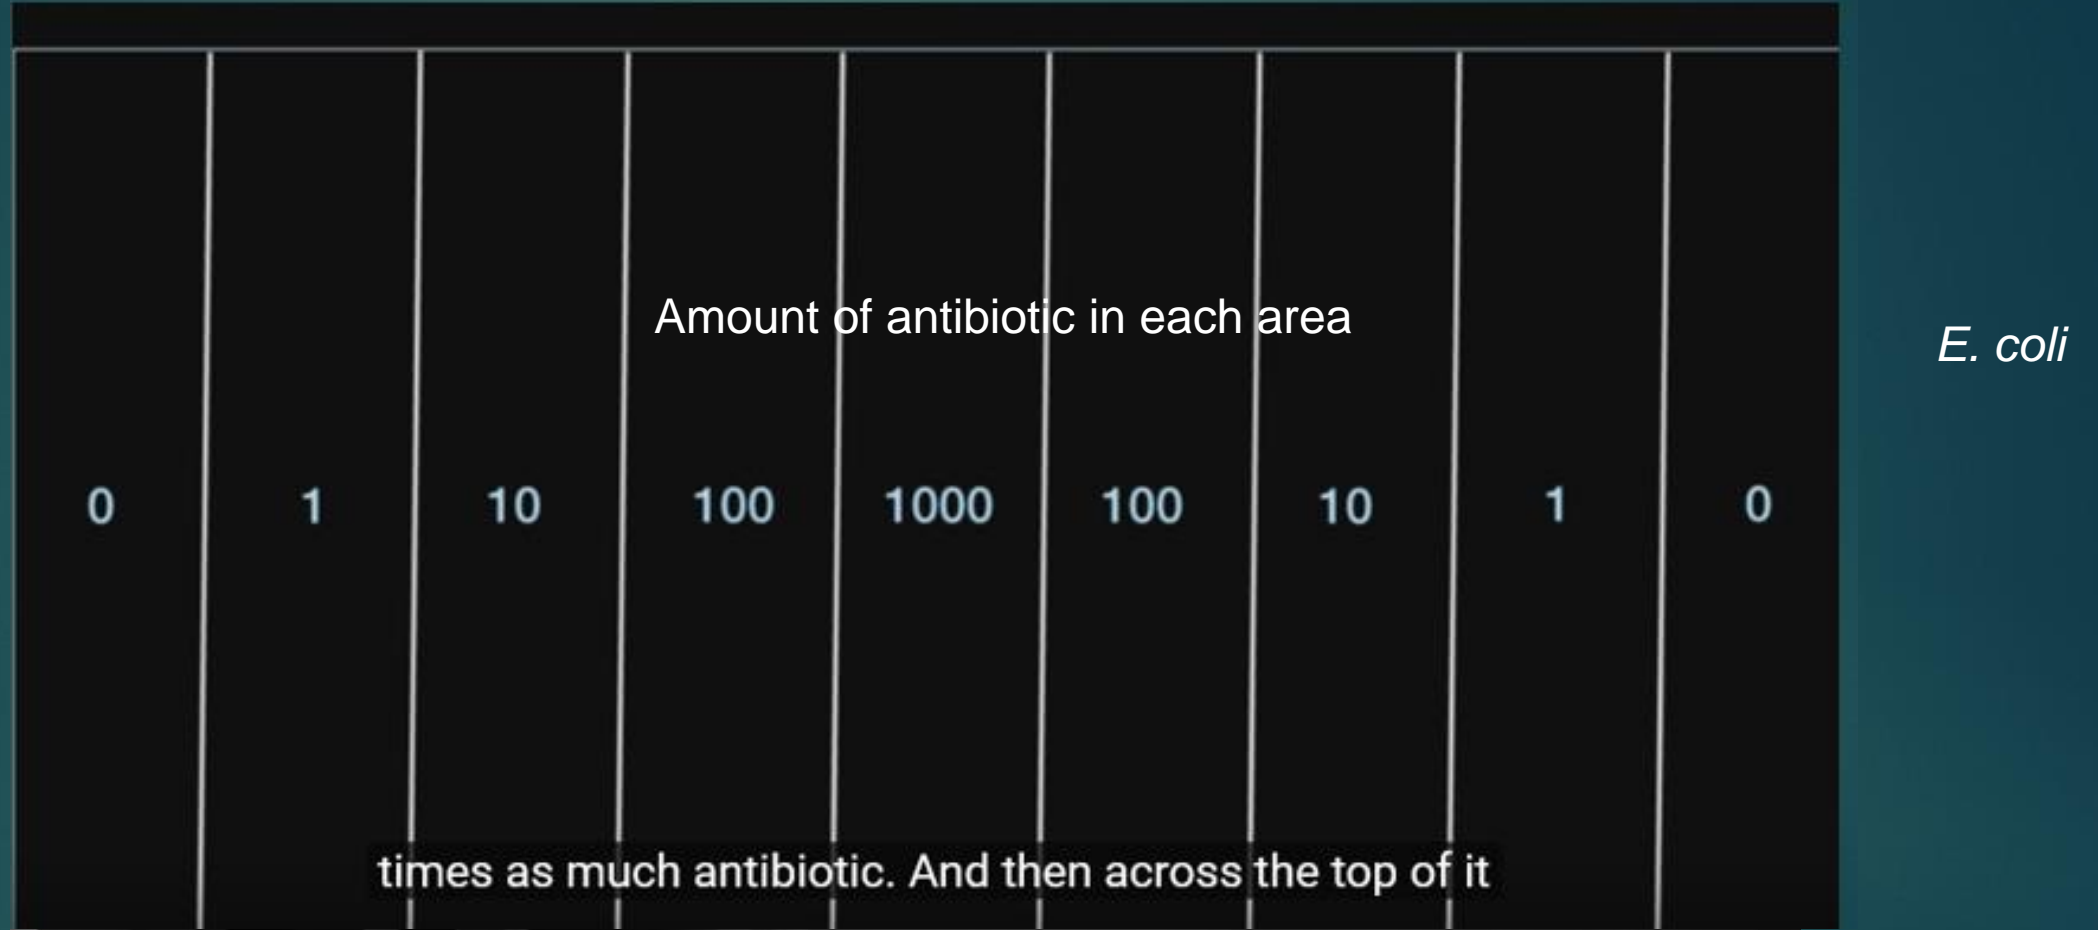 Amount of antibiotic in each area
E. coli
0 1 10 100 1000 100 10 1 0
times as much antibiotic. And then across the top of it